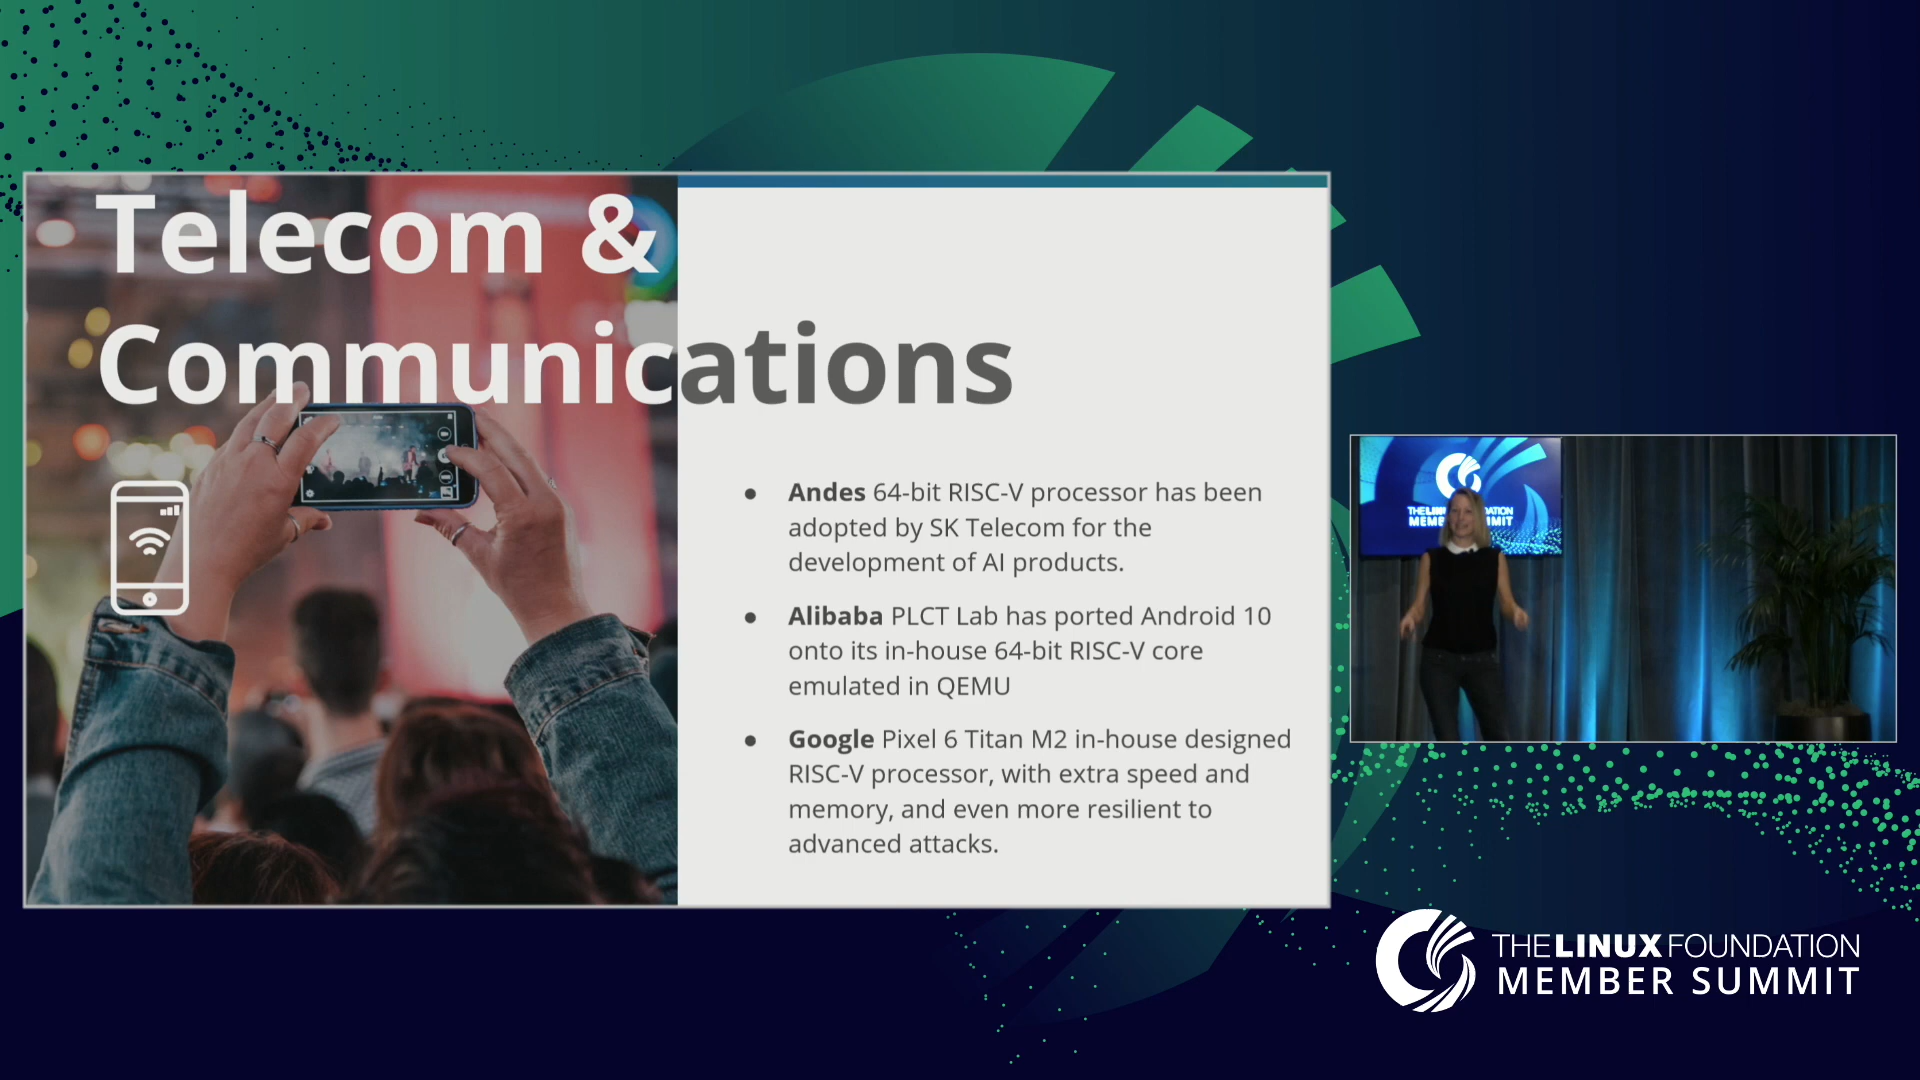 Telecom &
Communications
● Andes 64-bit RISC-V processor has been
adopted by SK Telecom for the
development of AI products.
● Alibaba PLCT Lab has ported Android 10
onto its in-house 64-bit RISC-V core
emulated in QEMU
● Google Pixel 6 Titan M2 in-house designed
RISC-V processor, with extra speed and
memory, and even more resilient to
advanced attacks.
THE LINUX FOUNDATION
MEMBER SUMMIT